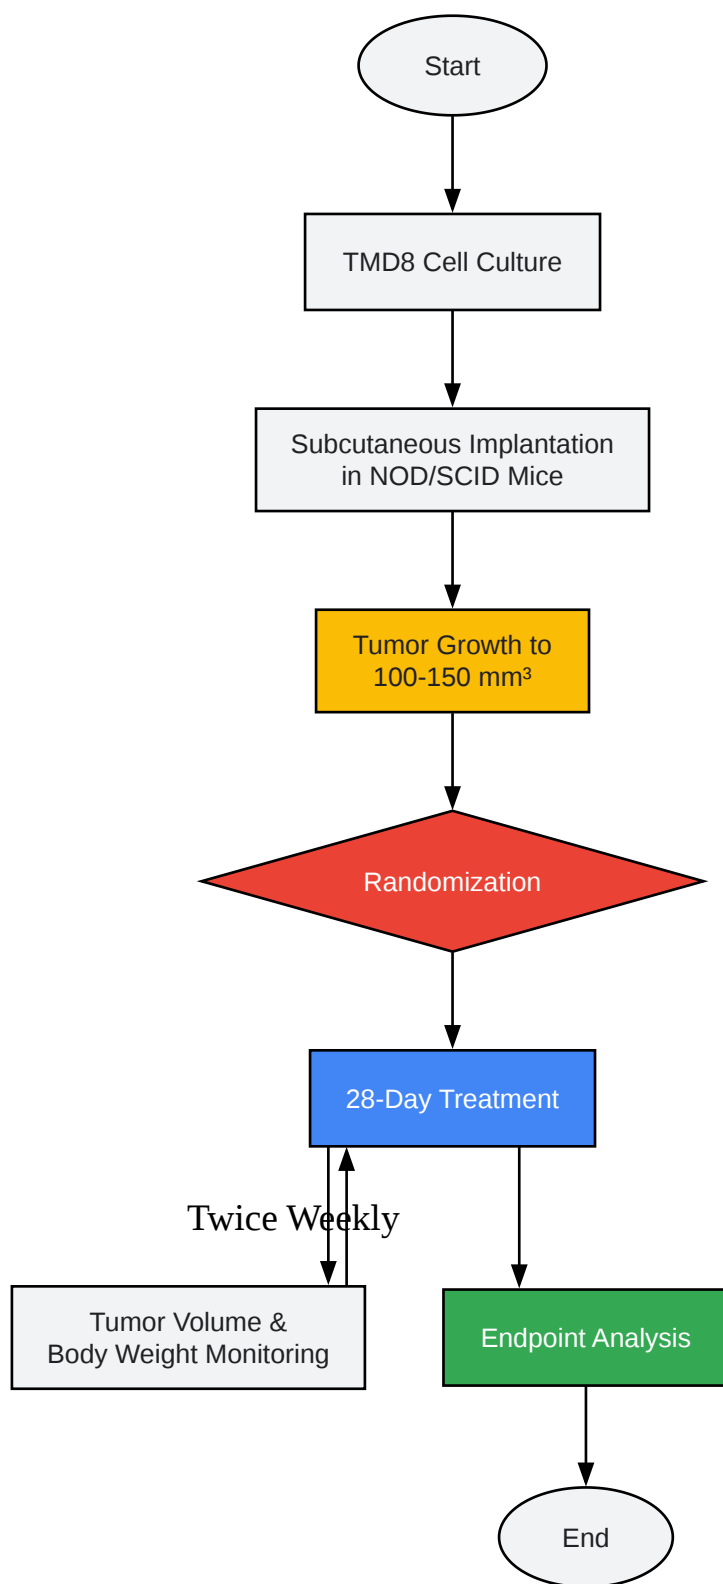 Start
TMD8 Cell Culture
Subcutaneous Implantation
in NOD/SCID Mice
Tumor Growth to
100-150 mm³
Randomization
28-Day Treatment
Twice Weekly
Tumor Volume &
Body Weight Monitoring
Endpoint Analysis
End